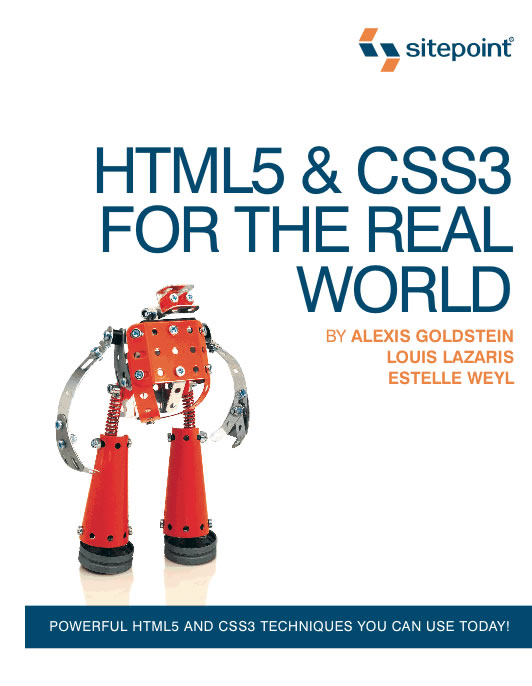 sitepoint®
HTML5 & CSS3
FOR THE REAL
WORLD
BY ALEXIS GOLDSTEIN
LOUIS LAZARIS
ESTELLE WEYL
POWERFUL HTML5 AND CSS3 TECHNIQUES YOU CAN USE TODAY!